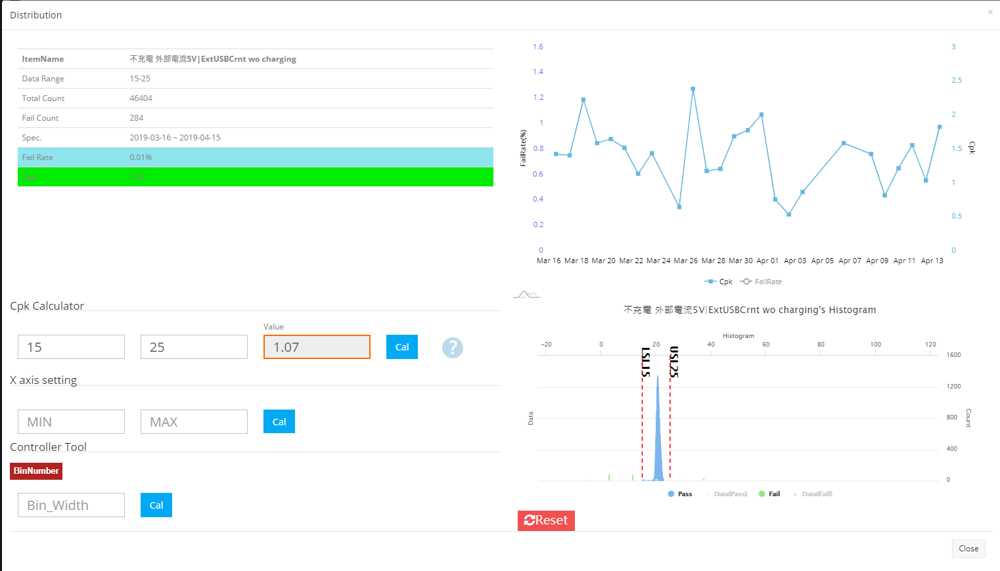 Distribution
×
ItemName 不充電 外部電流5V|ExtUSBCrnt wo charging
Data Range 15-25
Total Count 46404
Fail Count 284
Spec. 2019-03-16 ~ 2019-04-15
Fail Rate 0.01%
Cpk
1.6
1.4
1.2
1
0.8
0.6
0.4
0.2
0
FailRate(%)
3
2.5
2
1.5
1
0.5
0
Cpk
Mar 16 Mar 18 Mar 20 Mar 22 Mar 24 Mar 26 Mar 28 Mar 30 Apr 01 Apr 03 Apr 05 Apr 07 Apr 09 Apr 11 Apr 13
Cpk FailRate
Cpk Calculator
Value
15 25 1.07 Cal ?
X axis setting
MIN MAX Cal
Controller Tool
BinNumber
Bin_Width Cal
不充電 外部電流5V|ExtUSBCrnt wo charging's Histogram
Histogram
−20 0 20 40 60 80 100 120
LSL15
USL25
1600
1200
800
400
0
Data
Count
Pass Data(Pass) Fail Data(Fail)
Reset
Close